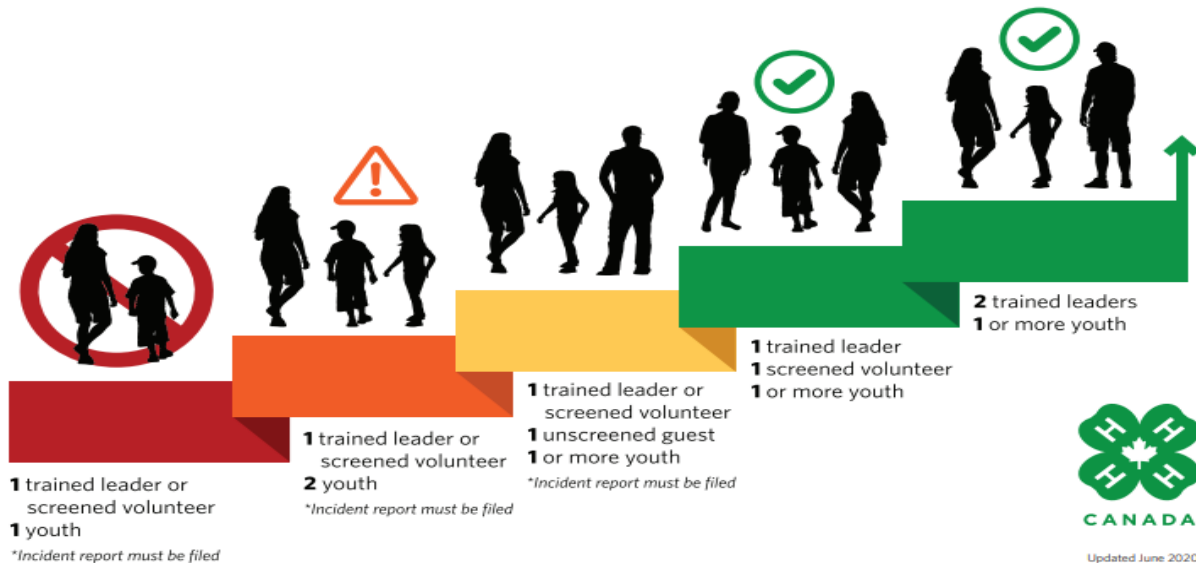 1 trained leader or
screened volunteer
1 youth
*Incident report must be filed
1 trained leader or
screened volunteer
2 youth
*Incident report must be filed
1 trained leader or
screened volunteer
1 unscreened guest
1 or more youth
*Incident report must be filed
1 trained leader
1 screened volunteer
1 or more youth
2 trained leaders
1 or more youth
H H
H H
CANADA
Updated June 2020